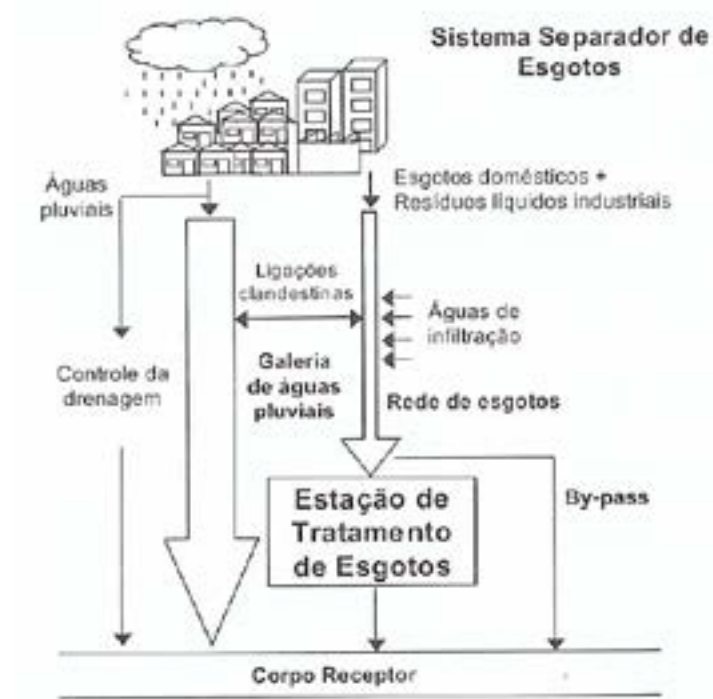 Sistema Separador de
Esgotos
Águas
pluviais
Esgotos domésticos +
Resíduos líquidos industriais
Ligações
clandestinas
Águas de
infiltração
Controle da
drenagem
Galeria
de águas
pluviais
Rede de esgotos
Estação de
Tratamento
de Esgotos
By-pass
Corpo Receptor